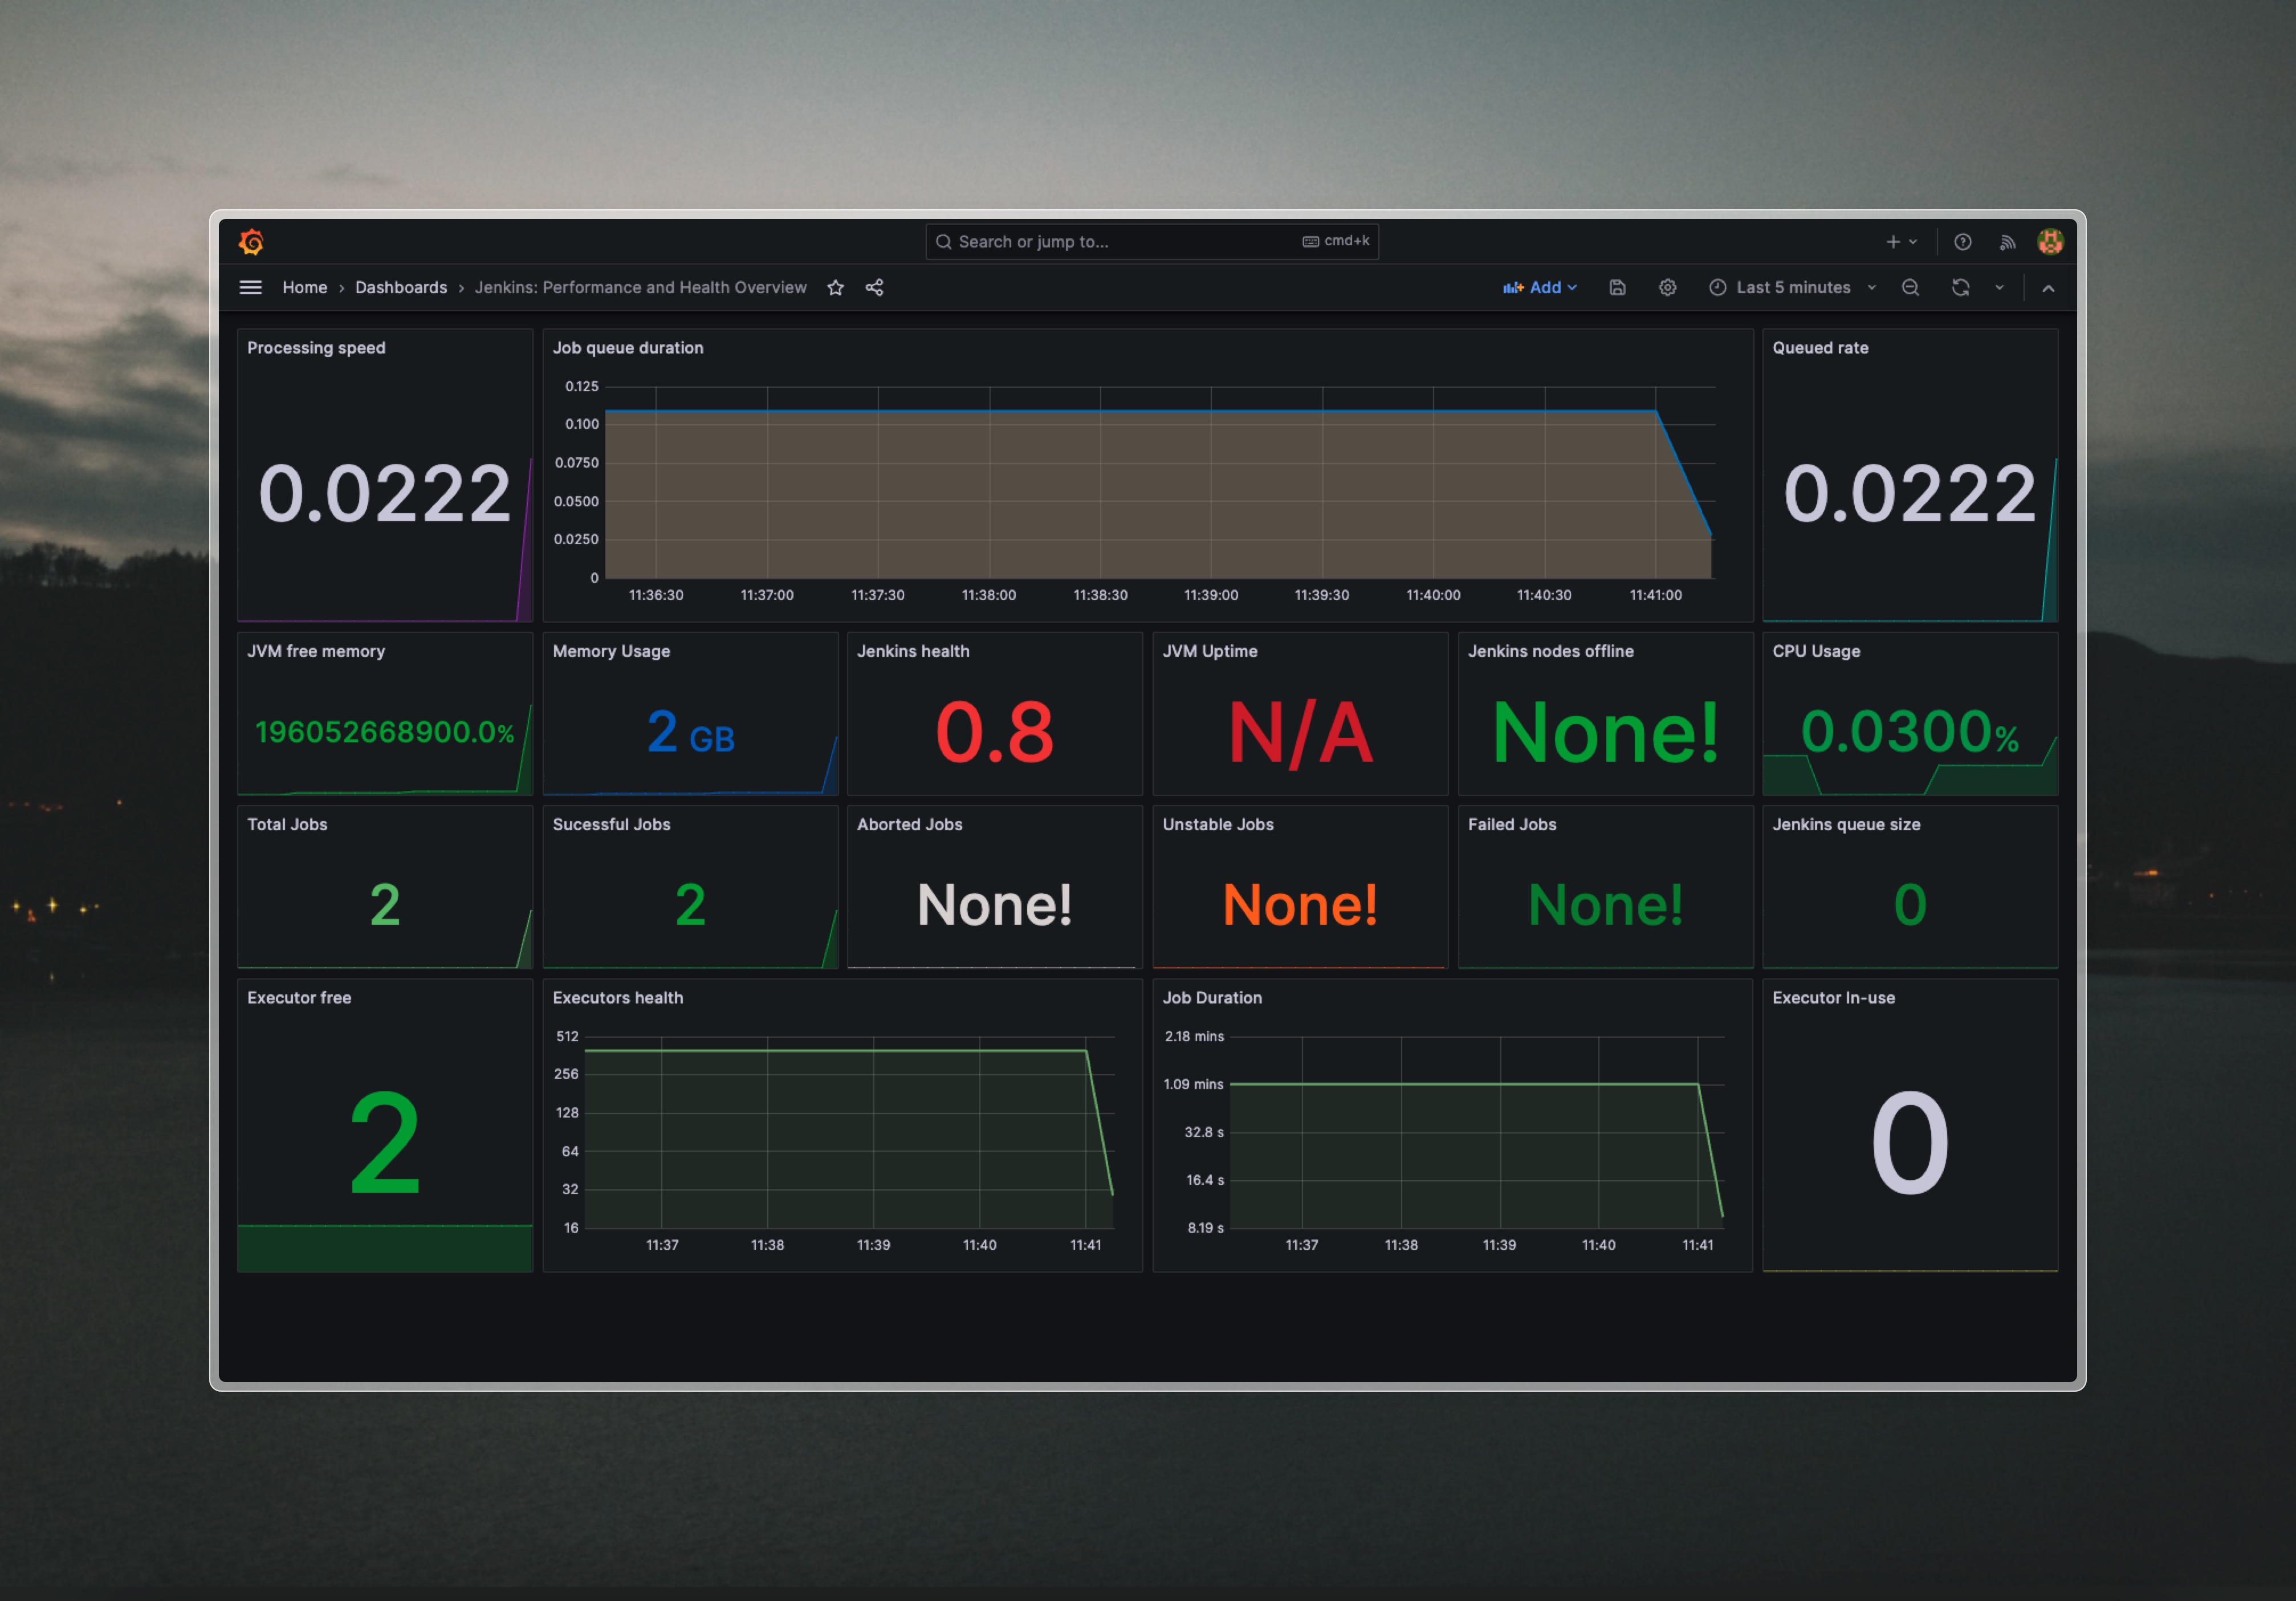 Search or jump to...
cmd+k
Home › Dashboards › Jenkins: Performance and Health Overview
Add
Last 5 minutes
Processing speed
0.0222
Job queue duration
0.125
0.100
0.0750
0.0500
0.0250
0
11:36:30 11:37:00 11:37:30 11:38:00 11:38:30 11:39:00 11:39:30 11:40:00 11:40:30 11:41:00
Queued rate
0.0222
JVM free memory
196052668900.0%
Memory Usage
2 GB
Jenkins health
0.8
JVM Uptime
N/A
Jenkins nodes offline
None!
CPU Usage
0.0300%
Total Jobs
2
Sucessful Jobs
2
Aborted Jobs
None!
Unstable Jobs
None!
Failed Jobs
None!
Jenkins queue size
0
Executor free
2
Executors health
512
256
128
64
32
16
11:37 11:38 11:39 11:40 11:41
Job Duration
2.18 mins
1.09 mins
32.8 s
16.4 s
8.19 s
11:37 11:38 11:39 11:40 11:41
Executor In-use
0